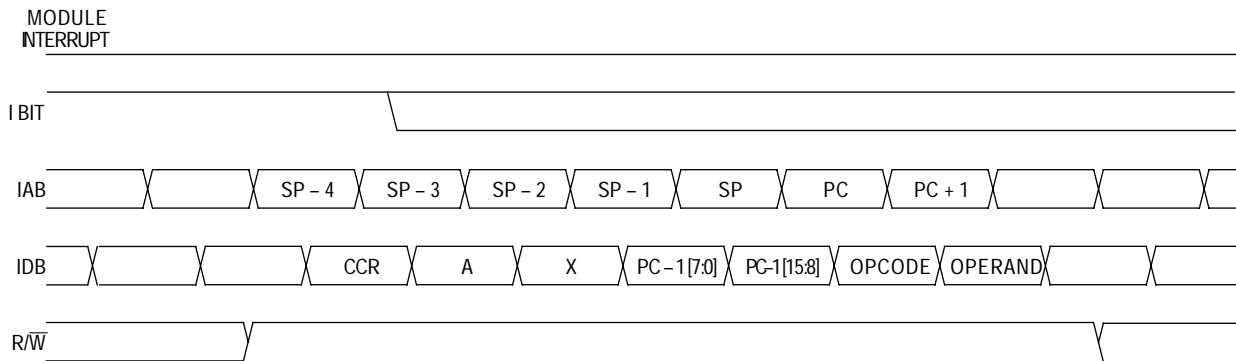 MODULE
INTERRUPT
I BIT
IAB SP – 4 SP – 3 SP – 2 SP – 1 SP PC PC + 1
IDB CCR A X PC – 1 [7:0] PC–1 [15:8] OPCODE OPERAND
R/W̅